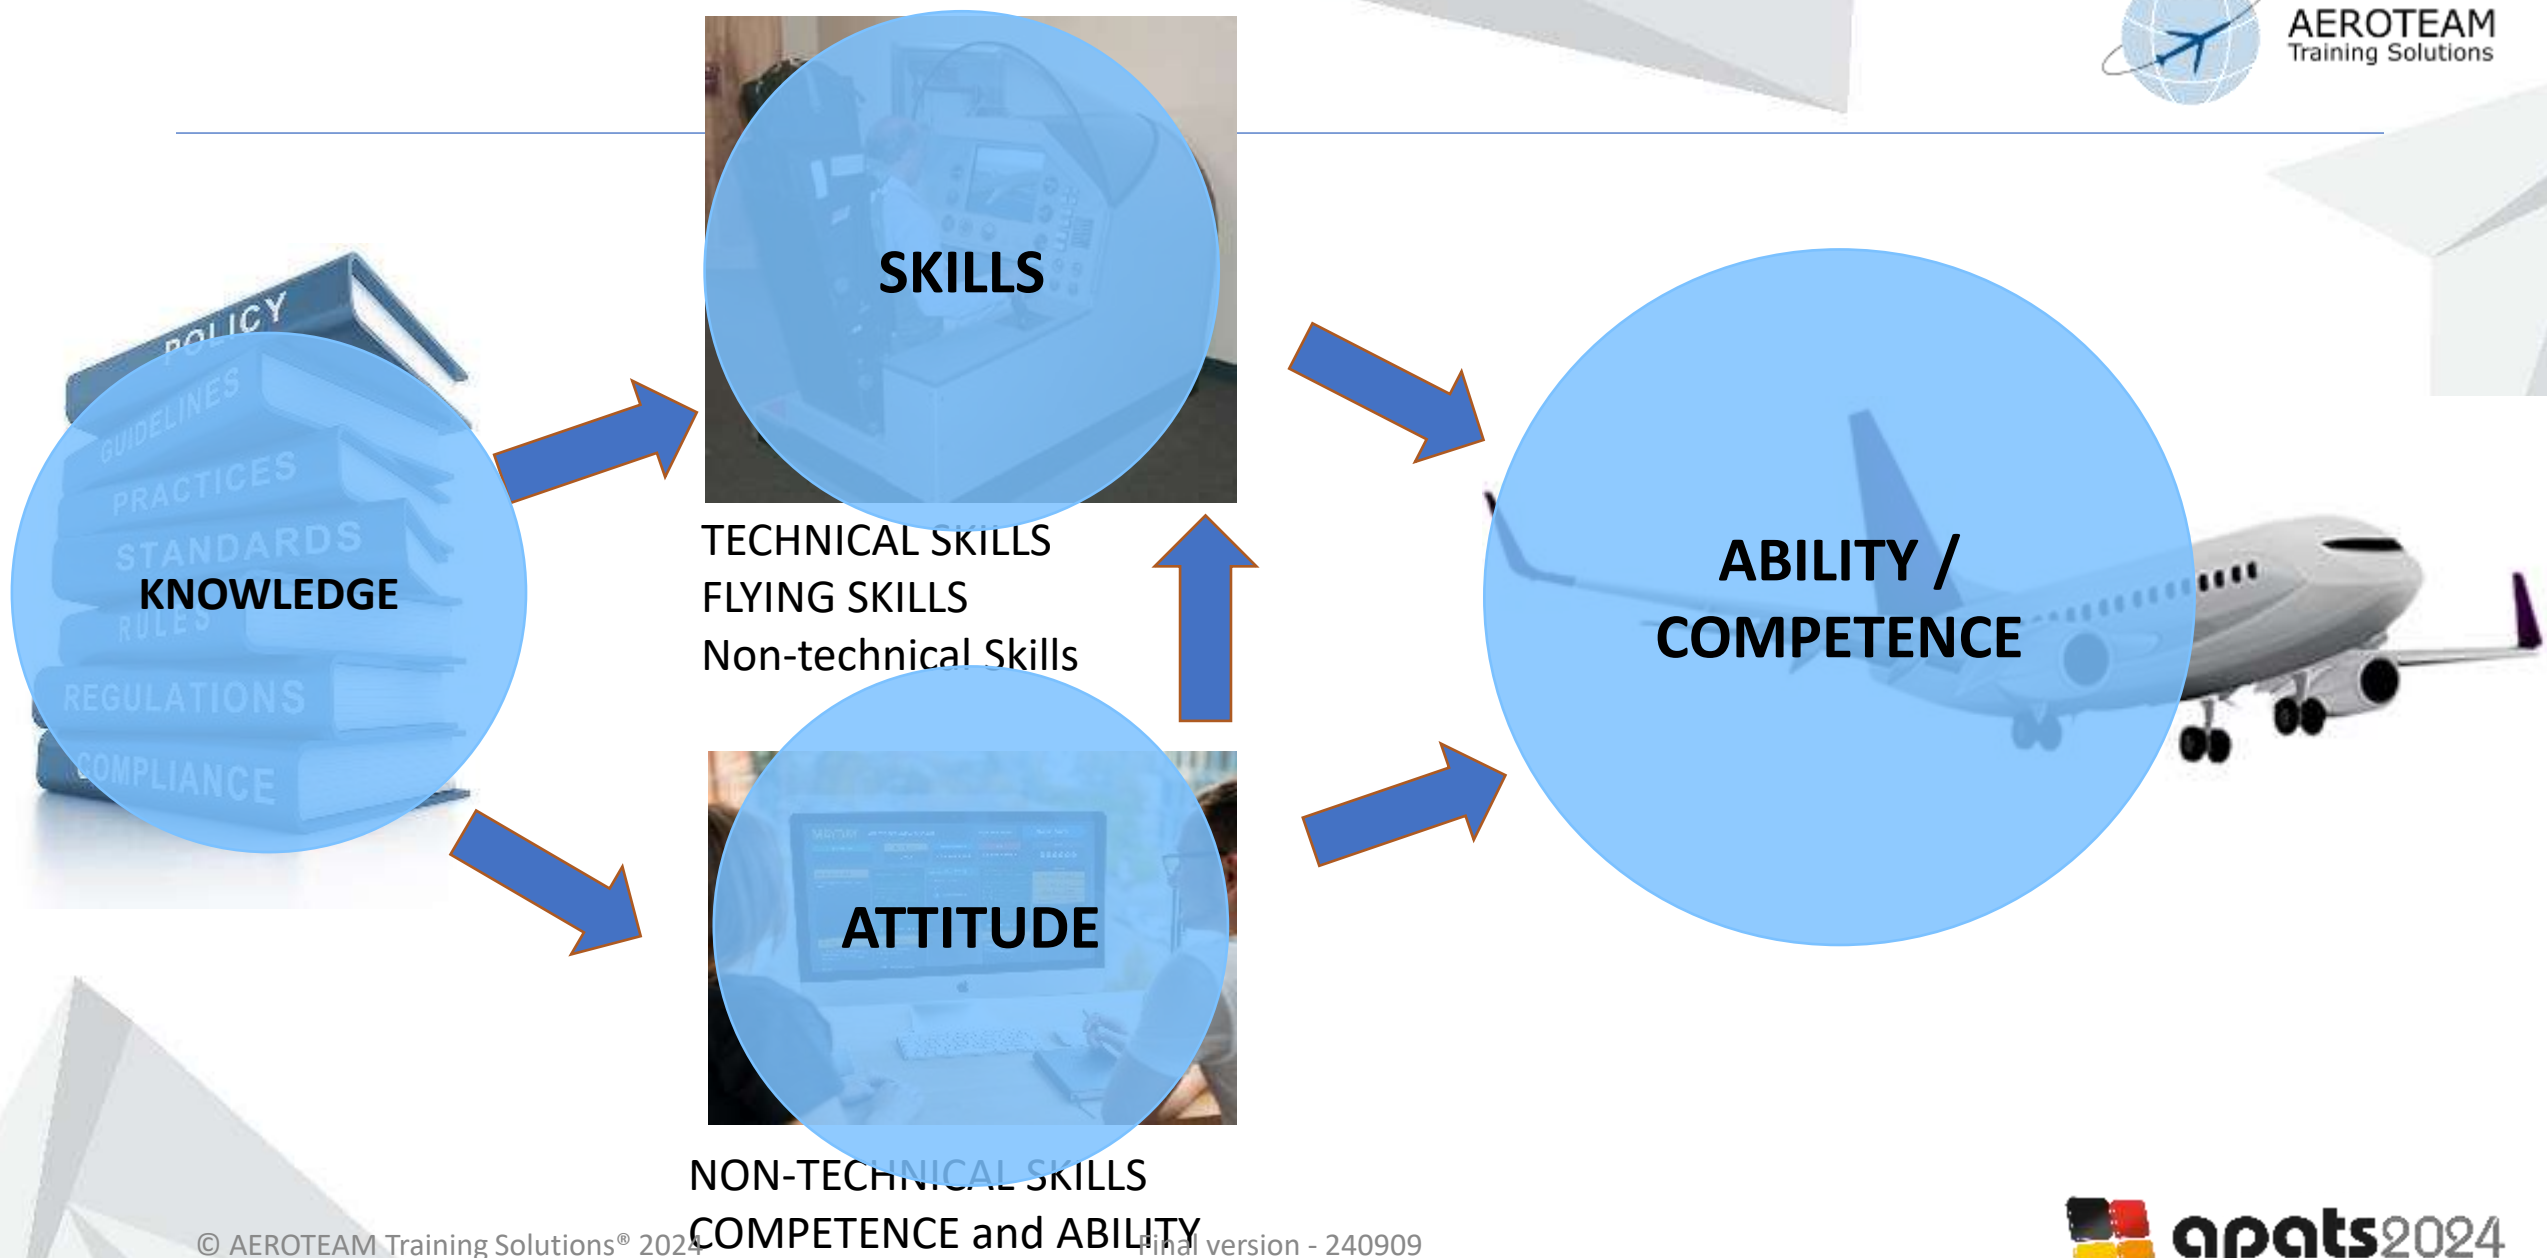 AEROTEAM
Training Solutions
SKILLS
POLICY
GUIDELINES
PRACTICES
STANDARDS
KNOWLEDGE
RULES
REGULATIONS
COMPLIANCE
TECHNICAL SKILLS
FLYING SKILLS
Non-technical Skills
ABILITY /
COMPETENCE
ATTITUDE
NON-TECHNICAL SKILLS
COMPETENCE and ABILITY
© AEROTEAM Training Solutions® 2024
Final version - 240909
apats2024